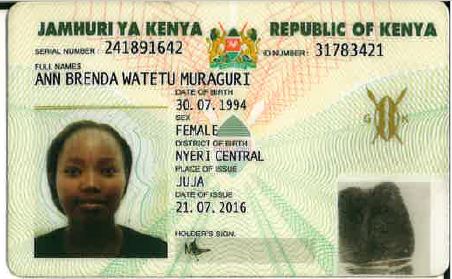 JAMHURI YA KENYA REPUBLIC OF KENYA
SERIAL NUMBER: 241891642 ID NUMBER: 31783421
FULL NAMES
ANN BRENDA WATETU MURAGURI
DATE OF BIRTH
30. 07. 1994
SEX
FEMALE
G K
DISTRICT OF BIRTH
NYERI CENTRAL
PLACE OF ISSUE
JUJA
DATE OF ISSUE
21. 07. 2016
HOLDER'S SIGN.